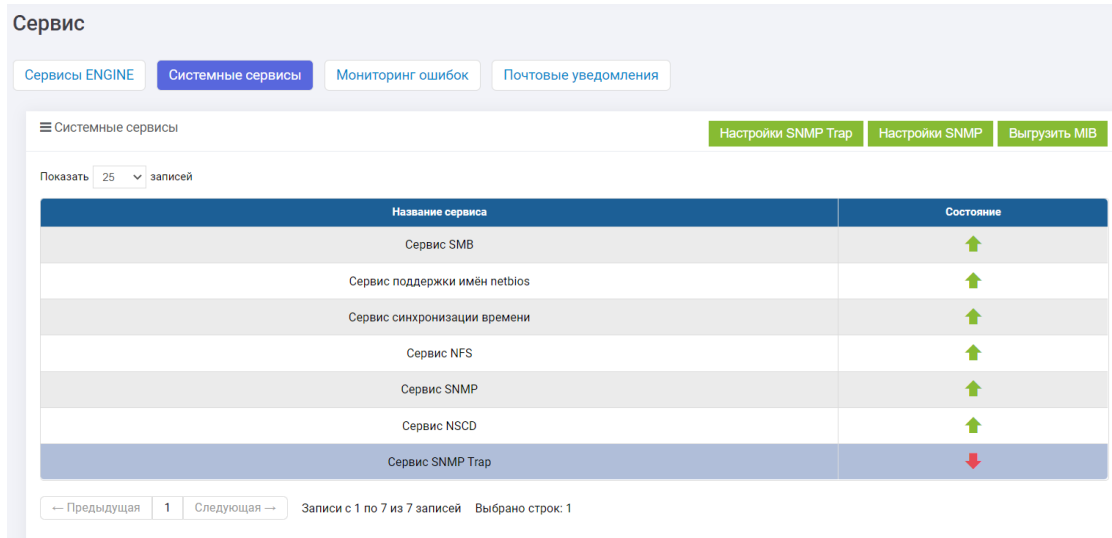 Сервис
Сервисы ENGINE Системные сервисы Мониторинг ошибок Почтовые уведомления
Системные сервисы Настройки SNMP Trap Настройки SNMP Выгрузить MIB
Показать 25 записей
Название сервиса Состояние
Сервис SMB
Сервис поддержки имён netbios
Сервис синхронизации времени
Сервис NFS
Сервис SNMP
Сервис NSCD
Сервис SNMP Trap
← Предыдущая 1 Следующая → Записи с 1 по 7 из 7 записей Выбрано строк: 1